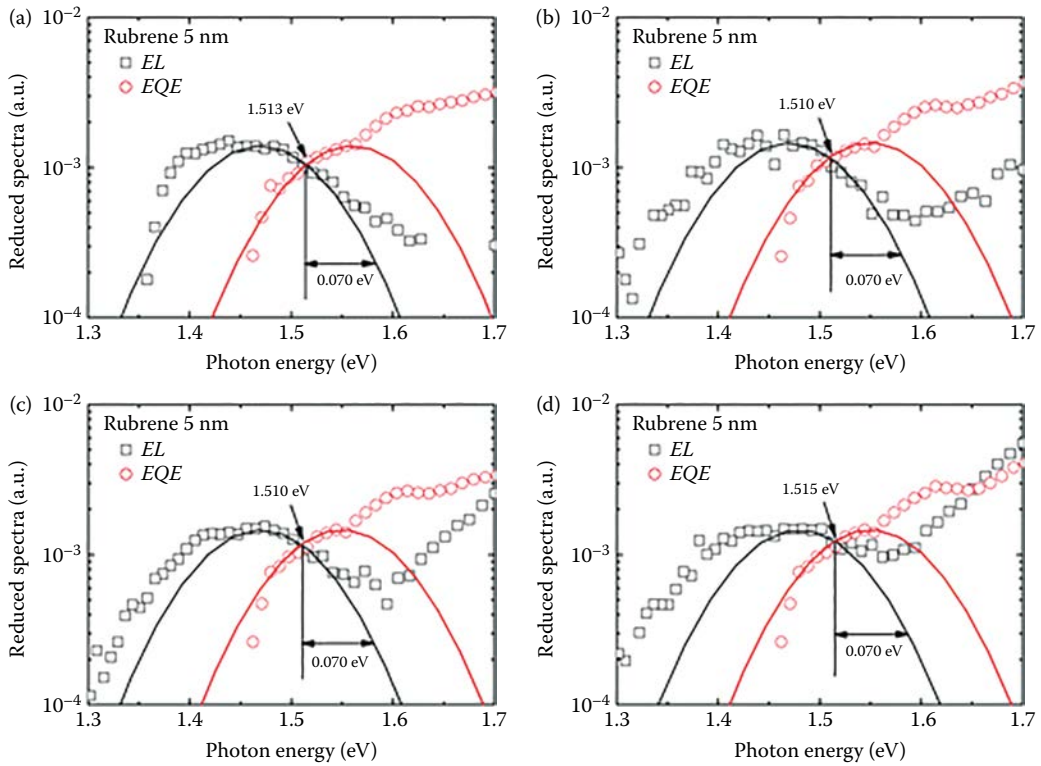 (a)
10⁻²
10⁻³
10⁻⁴
Reduced spectra (a.u.)
Rubrene 5 nm
EL
EQE
1.513 eV
0.070 eV
1.3 1.4 1.5 1.6 1.7
Photon energy (eV)
(b)
10⁻²
10⁻³
10⁻⁴
Reduced spectra (a.u.)
Rubrene 5 nm
EL
EQE
1.510 eV
0.070 eV
1.3 1.4 1.5 1.6 1.7
Photon energy (eV)
(c)
10⁻²
10⁻³
10⁻⁴
Reduced spectra (a.u.)
Rubrene 5 nm
EL
EQE
1.510 eV
0.070 eV
1.3 1.4 1.5 1.6 1.7
Photon energy (eV)
(d)
10⁻²
10⁻³
10⁻⁴
Reduced spectra (a.u.)
Rubrene 5 nm
EL
EQE
1.515 eV
0.070 eV
1.3 1.4 1.5 1.6 1.7
Photon energy (eV)